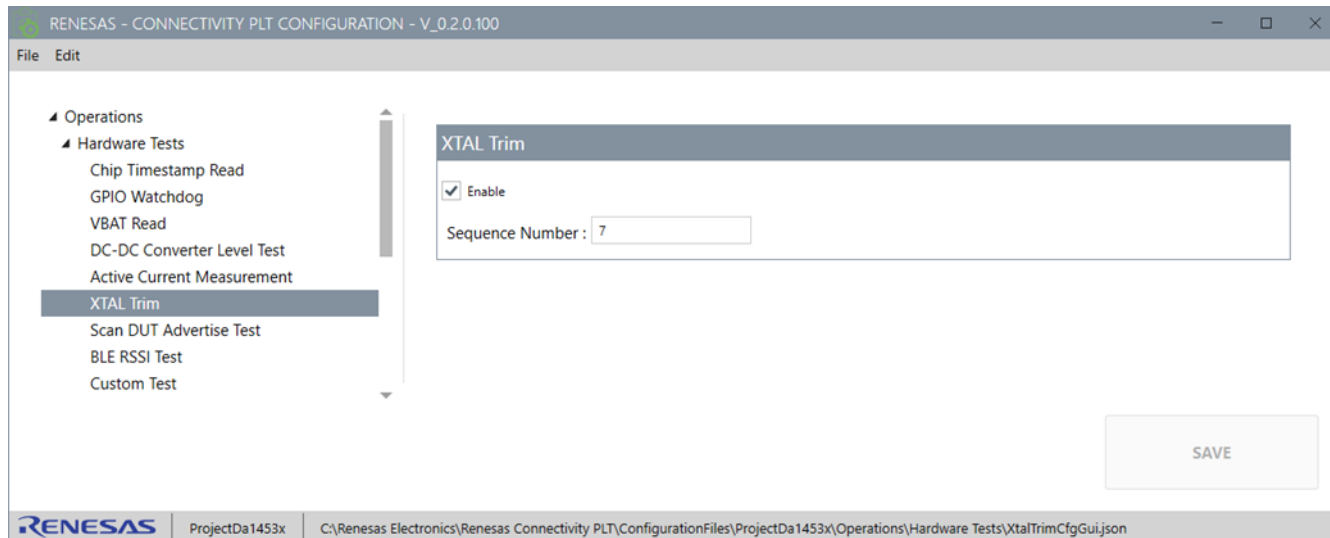 RENESAS - CONNECTIVITY PLT CONFIGURATION - V_0.2.0.100
File Edit
Operations
Hardware Tests
Chip Timestamp Read
GPIO Watchdog
VBAT Read
DC-DC Converter Level Test
Active Current Measurement
XTAL Trim
Scan DUT Advertise Test
BLE RSSI Test
Custom Test
XTAL Trim
Enable
Sequence Number : 7
SAVE
RENESAS ProjectDa1453x C:\Renesas Electronics\Renesas Connectivity PLT\ConfigurationFiles\ProjectDa1453x\Operations\Hardware Tests\XtalTrimCfgGui.json